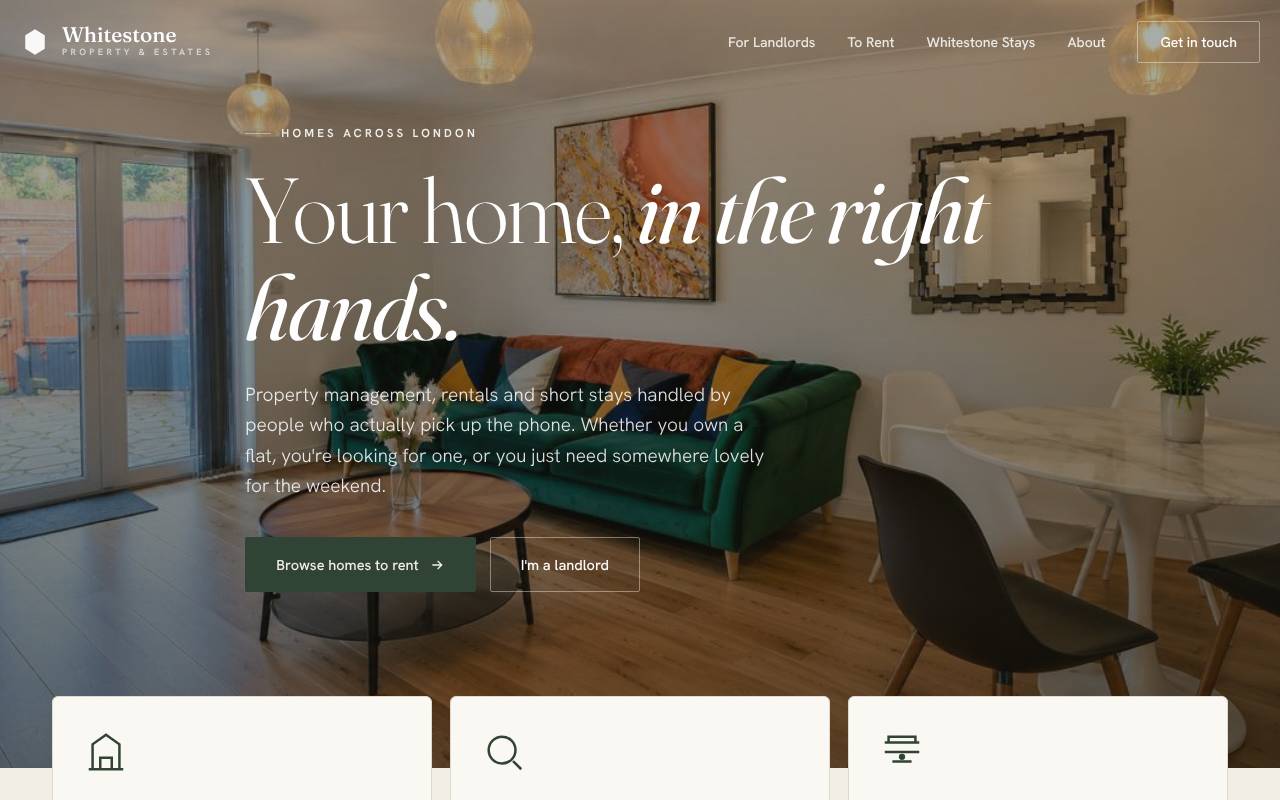 Whitestone
PROPERTY & ESTATES
For Landlords
To Rent
Whitestone Stays
About
Get in touch
HOMES ACROSS LONDON
Your home, in the right
hands.
Property management, rentals and short stays handled by
people who actually pick up the phone. Whether you own a
flat, you're looking for one, or you just need somewhere lovely
for the weekend.
Browse homes to rent →
I'm a landlord